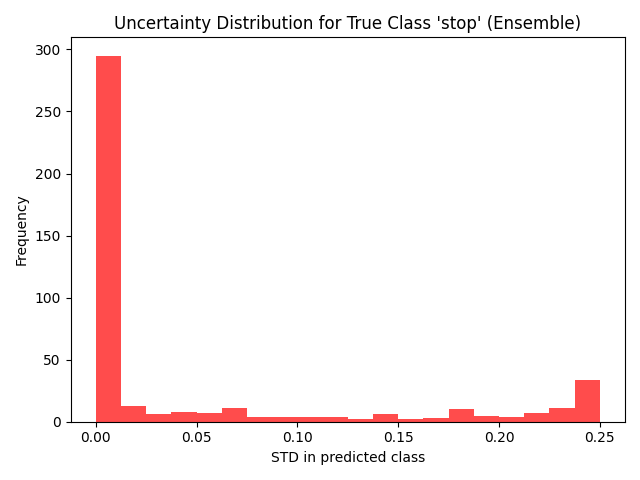 Uncertainty Distribution for True Class 'stop' (Ensemble)
300
250
200
150
100
50
0
Frequency
0.00 0.05 0.10 0.15 0.20 0.25
STD in predicted class